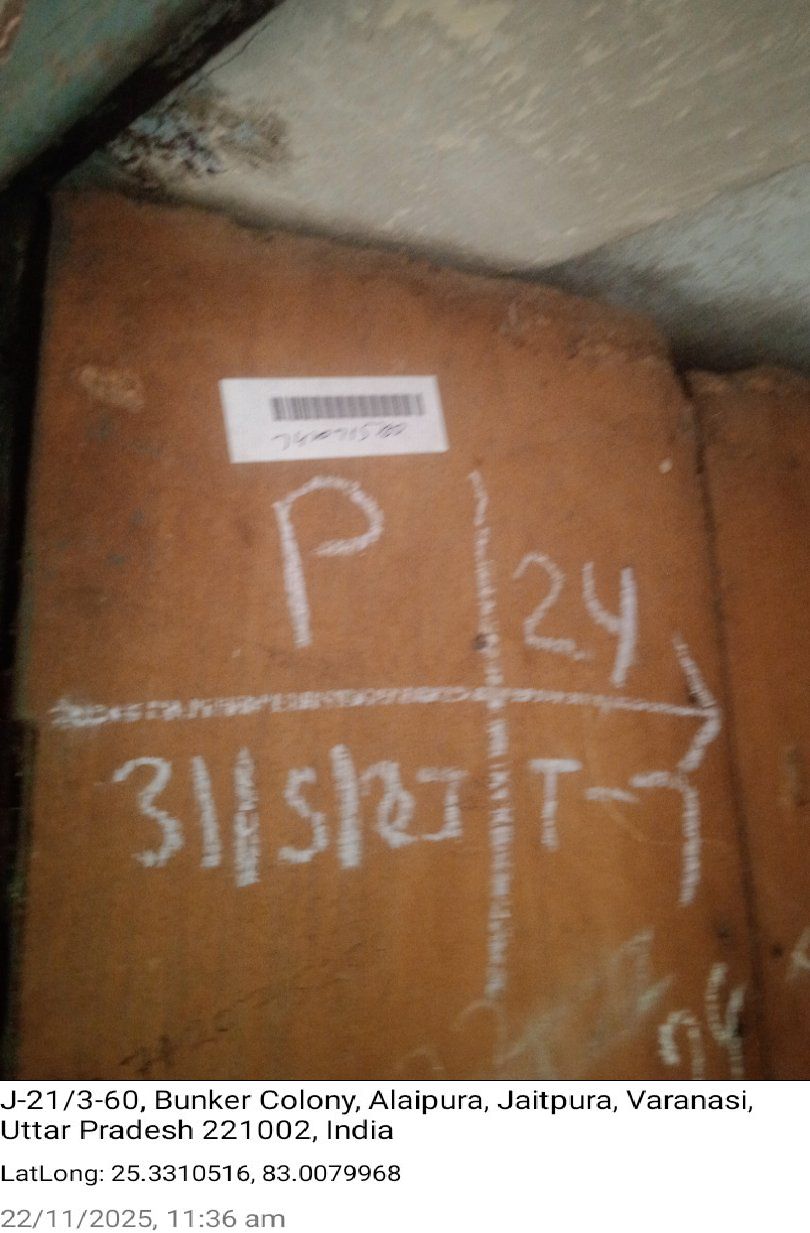 P
24
T-7
J-21/3-60, Bunker Colony, Alaipura, Jaitpura, Varanasi,
Uttar Pradesh 221002, India
LatLong: 25.3310516, 83.0079968
22/11/2025, 11:36 am